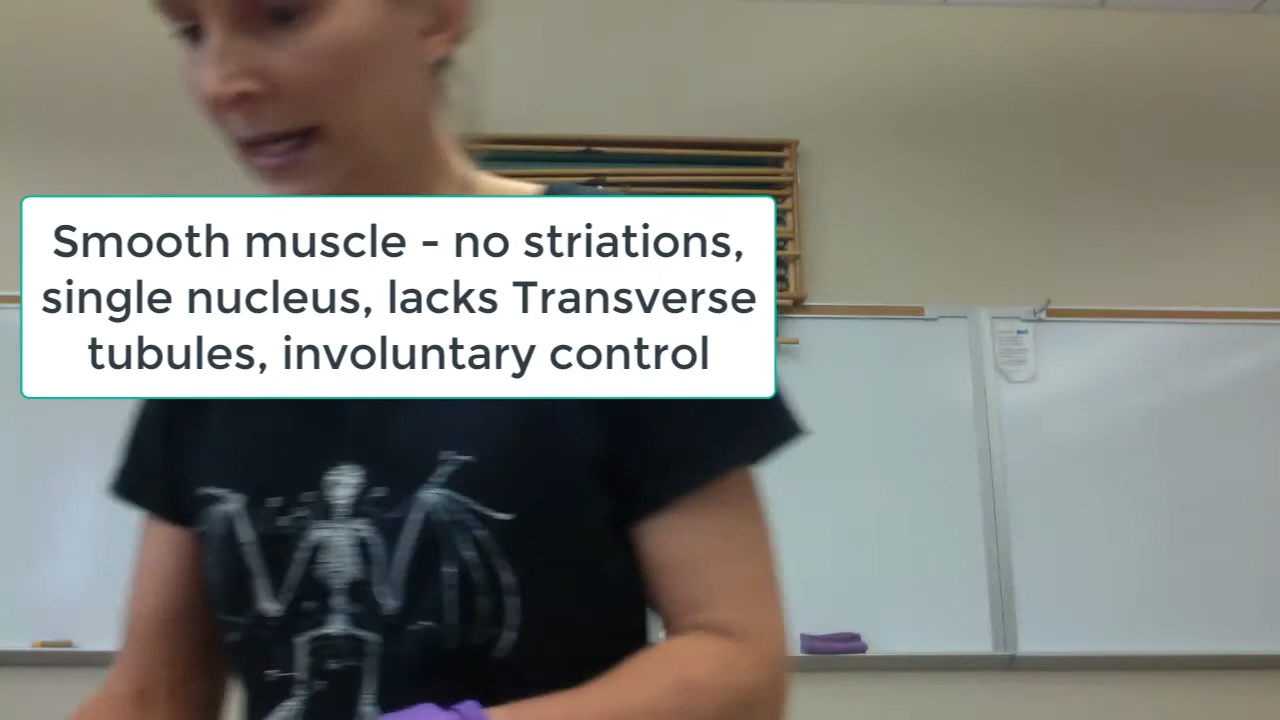 Smooth muscle - no striations,
single nucleus, lacks Transverse
tubules, involuntary control